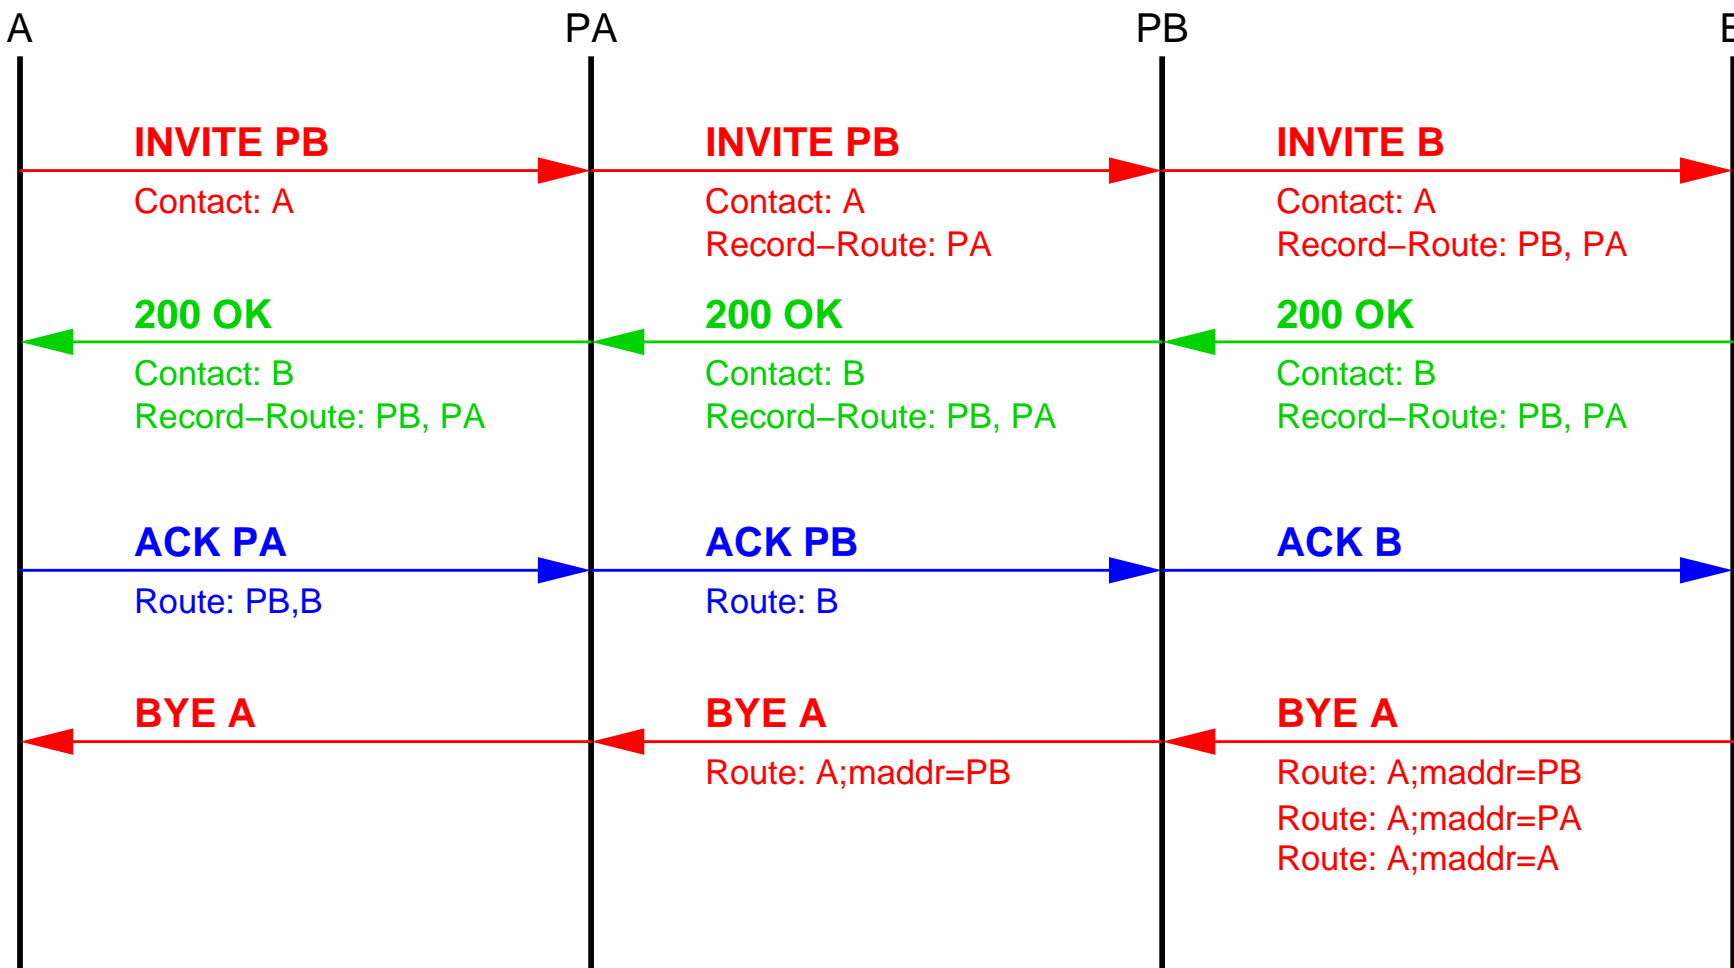 A
PA
PB
INVITE PB
INVITE PB
INVITE B
Contact: A
Contact: A
Contact: A
Record−Route: PA
Record−Route: PB, PA
200 OK
200 OK
200 OK
Contact: B
Contact: B
Contact: B
Record−Route: PB, PA
Record−Route: PB, PA
Record−Route: PB, PA
ACK PA
ACK PB
ACK B
Route: PB,B
Route: B
BYE A
BYE A
BYE A
Route: A;maddr=PB
Route: A;maddr=PB
Route: A;maddr=PA
Route: A;maddr=A